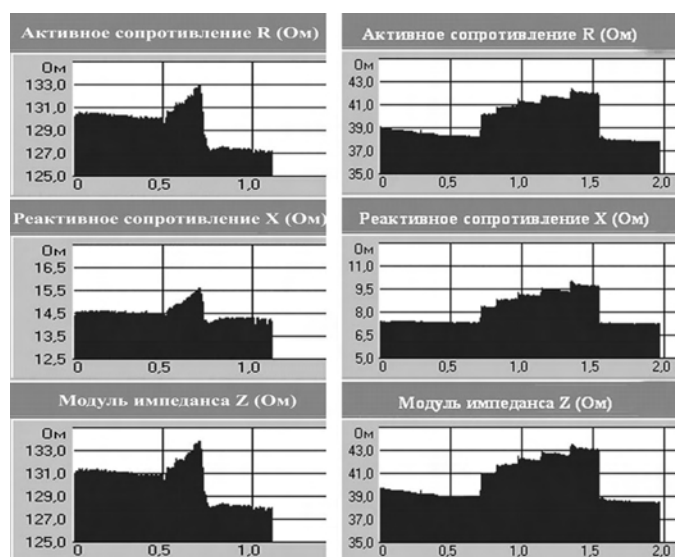 Активное сопротивление R (Ом)
Ом
133,0
131,0
129,0
127,0
125,0
0 0,5 1,0
Реактивное сопротивление X (Ом)
Ом
16,5
15,5
14,5
13,5
12,5
0 0,5 1,0
Модуль импеданса Z (Ом)
Ом
133,0
131,0
129,0
127,0
125,0
0 0,5 1,0
Активное сопротивление R (Ом)
Ом
43,0
41,0
39,0
37,0
35,0
0 0,5 1,0 1,5 2,0
Реактивное сопротивление X (Ом)
Ом
11,0
9,5
8,0
6,5
5,0
0 0,5 1,0 1,5 2,0
Модуль импеданса Z (Ом)
Ом
43,0
41,0
39,0
37,0
35,0
0 0,5 1,0 1,5 2,0